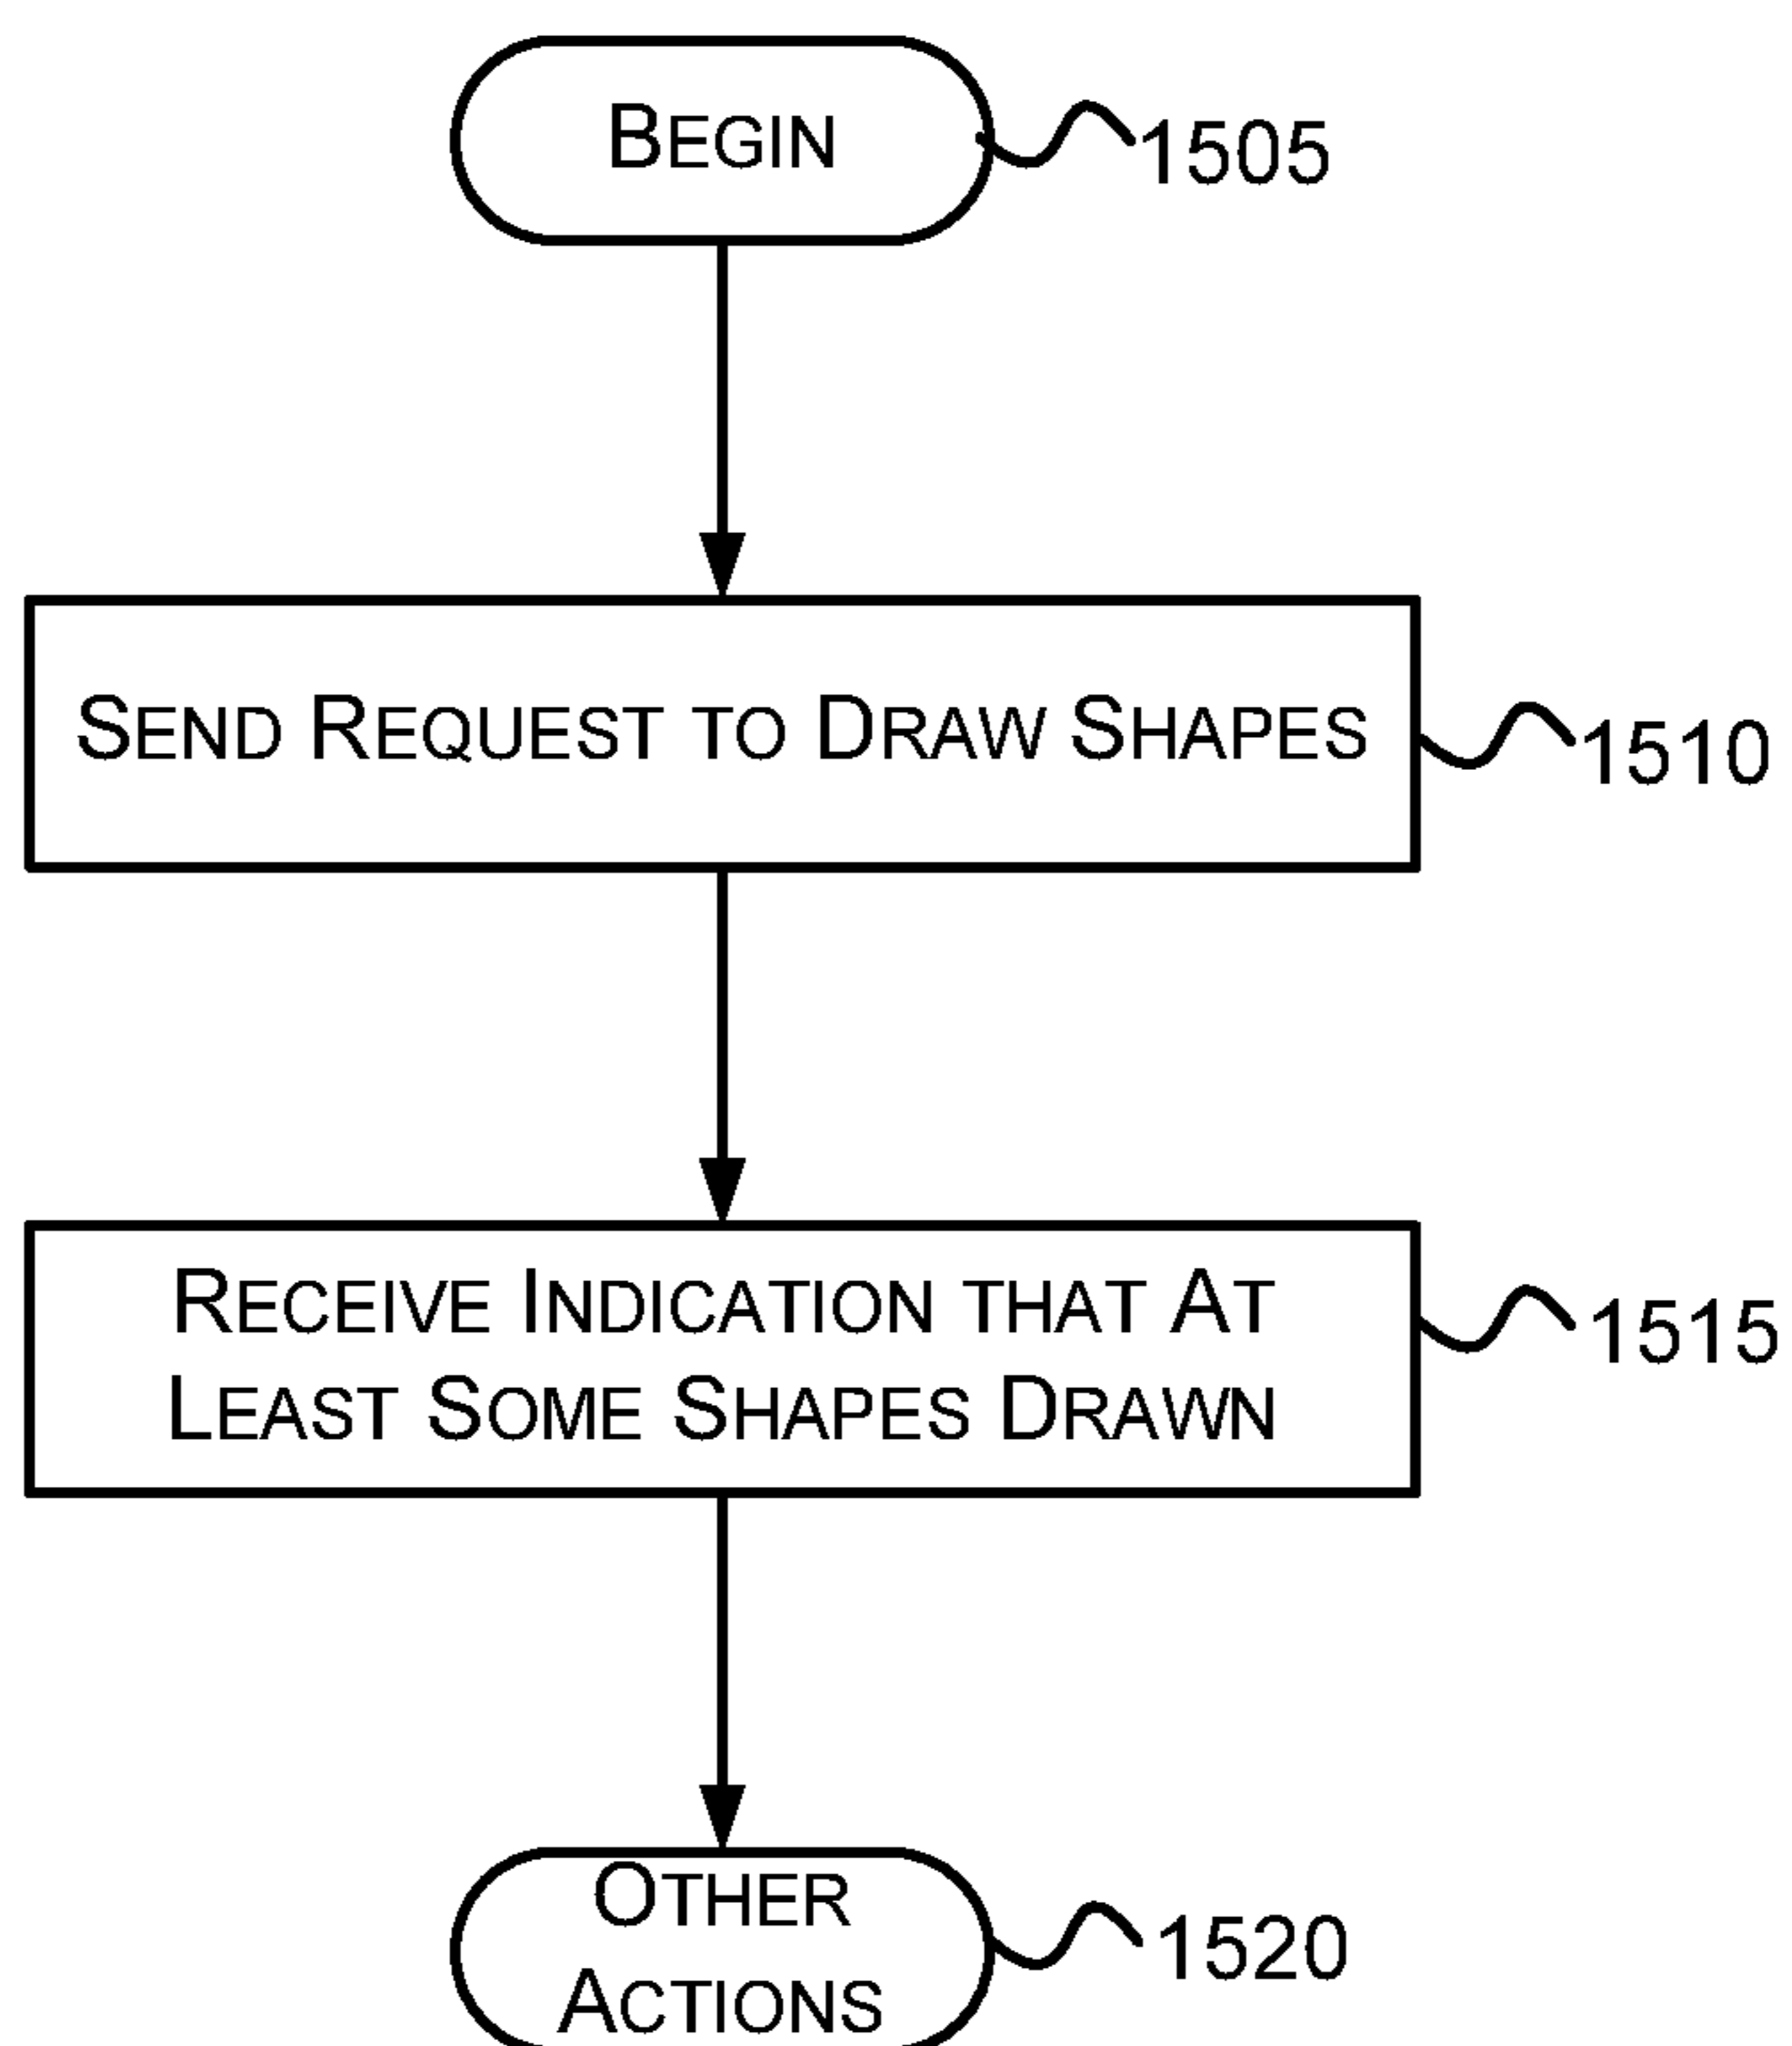 BEGIN
1505
SEND REQUEST TO DRAW SHAPES
1510
RECEIVE INDICATION THAT AT
LEAST SOME SHAPES DRAWN
1515
OTHER
ACTIONS
1520